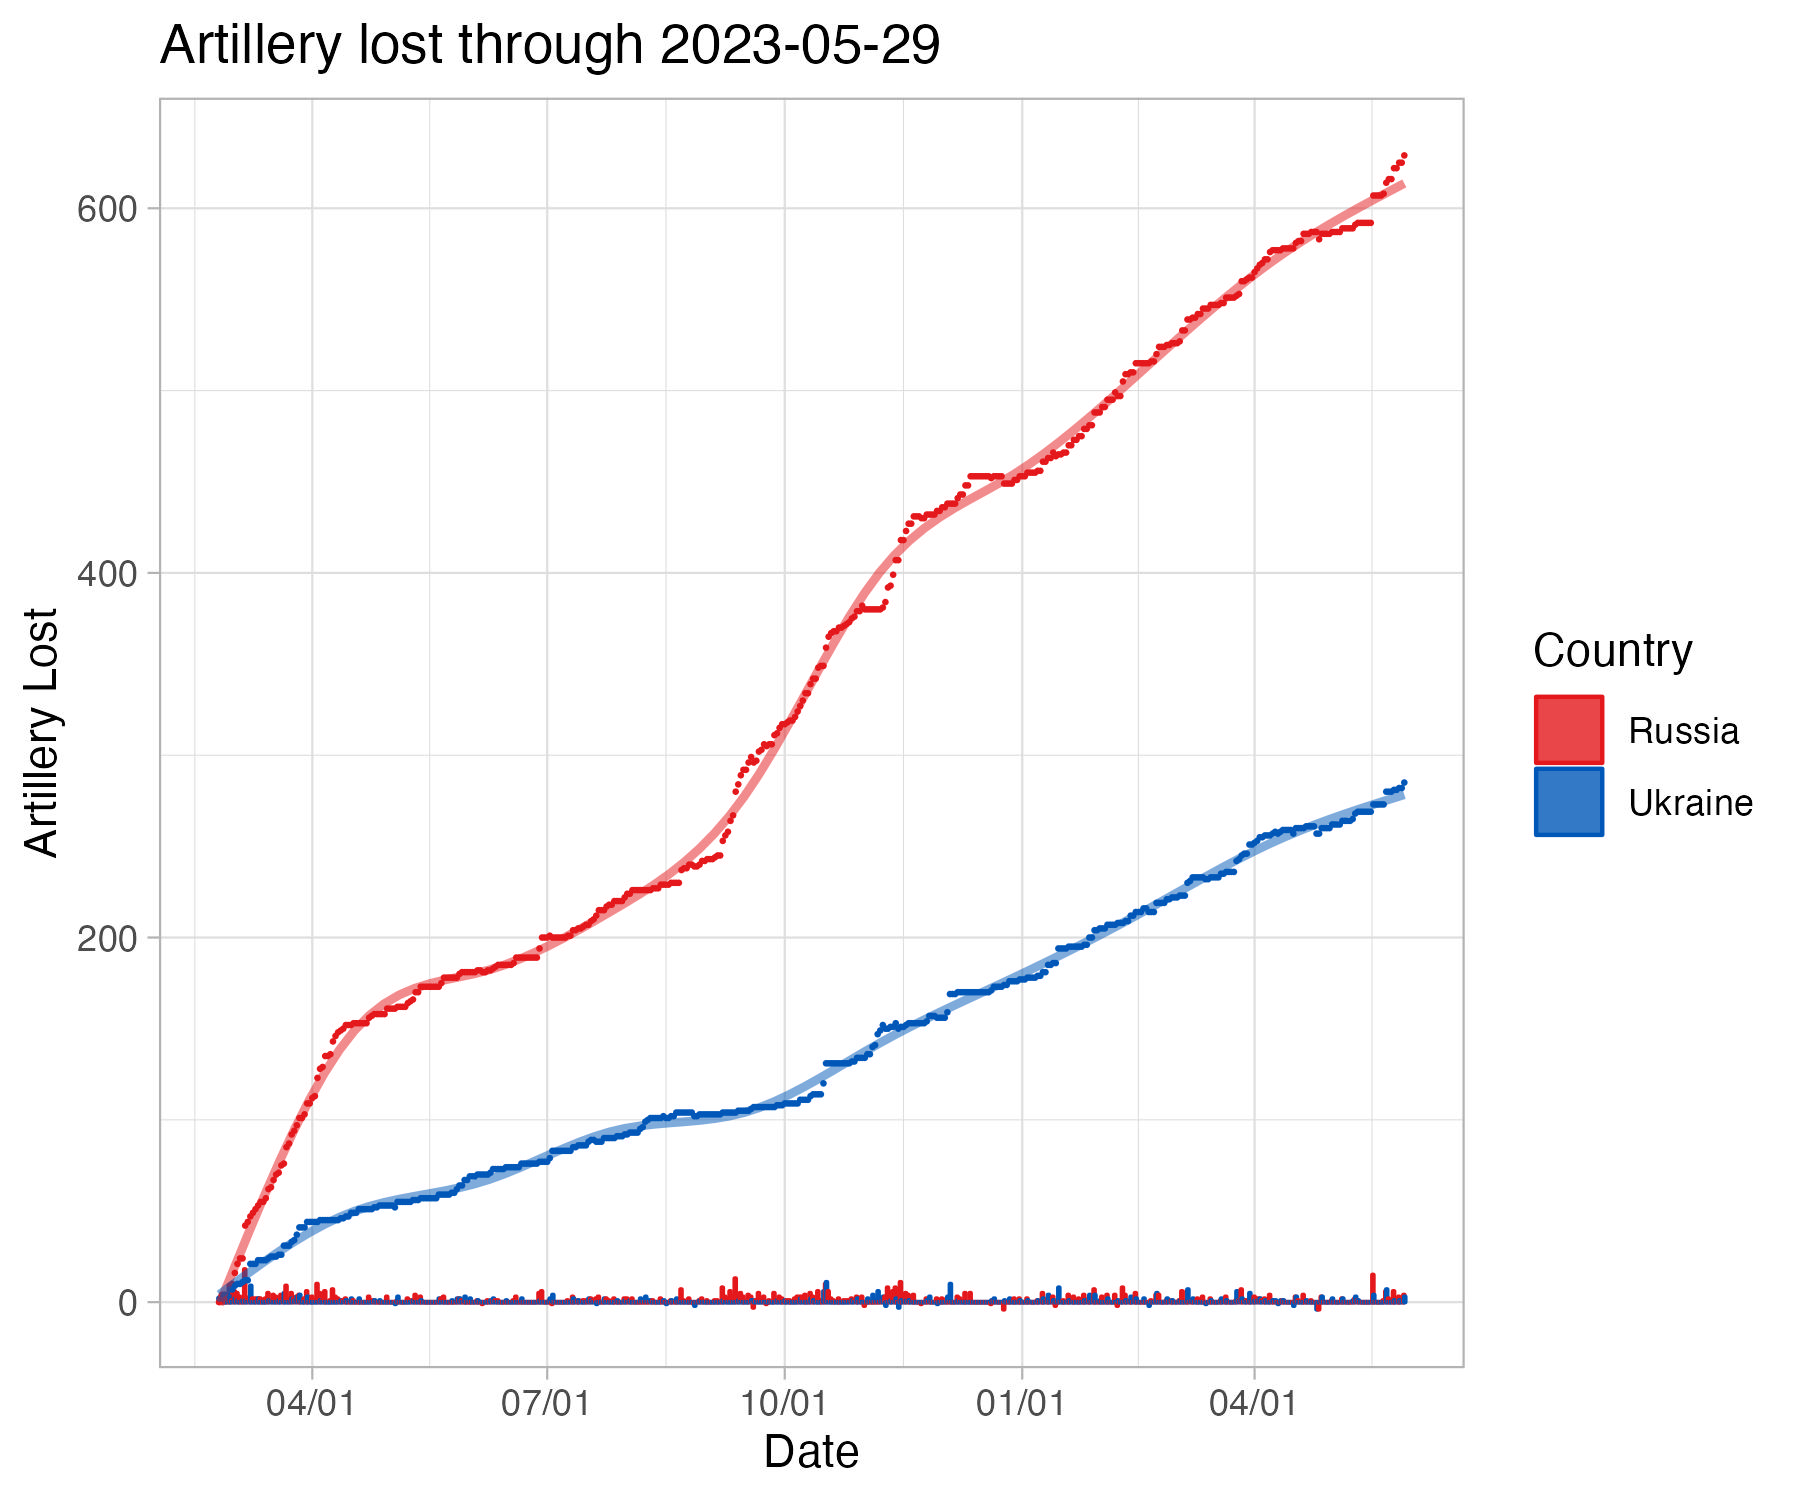 Artillery lost through 2023-05-29
Artillery Lost
600
400
200
0
04/01
07/01
10/01
01/01
04/01
Date
Country
Russia
Ukraine